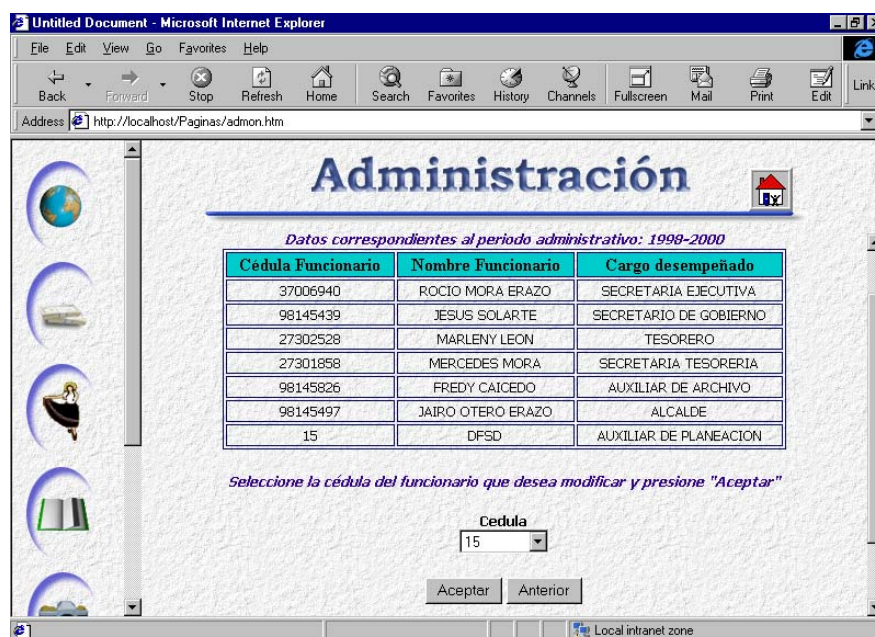 Untitled Document - Microsoft Internet Explorer
File Edit View Go Favorites Help
Back Forward Stop Refresh Home Search Favorites History Channels Fullscreen Mail Print Edit Link
Address http://localhost/Paginas/admon.htm
Administración
Datos correspondientes al periodo administrativo: 1998-2000
Cédula Funcionario Nombre Funcionario Cargo desempeñado
37006940 ROCIO MORA ERAZO SECRETARIA EJECUTIVA
98145439 JESUS SOLARTE SECRETARIO DE GOBIERNO
27302528 MARLENY LEON TESORERO
27301858 MERCEDES MORA SECRETARIA TESORERIA
98145826 FREDY CAICEDO AUXILIAR DE ARCHIVO
98145497 JAIRO OTERO ERAZO ALCALDE
15 DFSD AUXILIAR DE PLANEACION
Seleccione la cédula del funcionario que desea modificar y presione "Aceptar"
Cedula
15
Aceptar Anterior
Local intranet zone